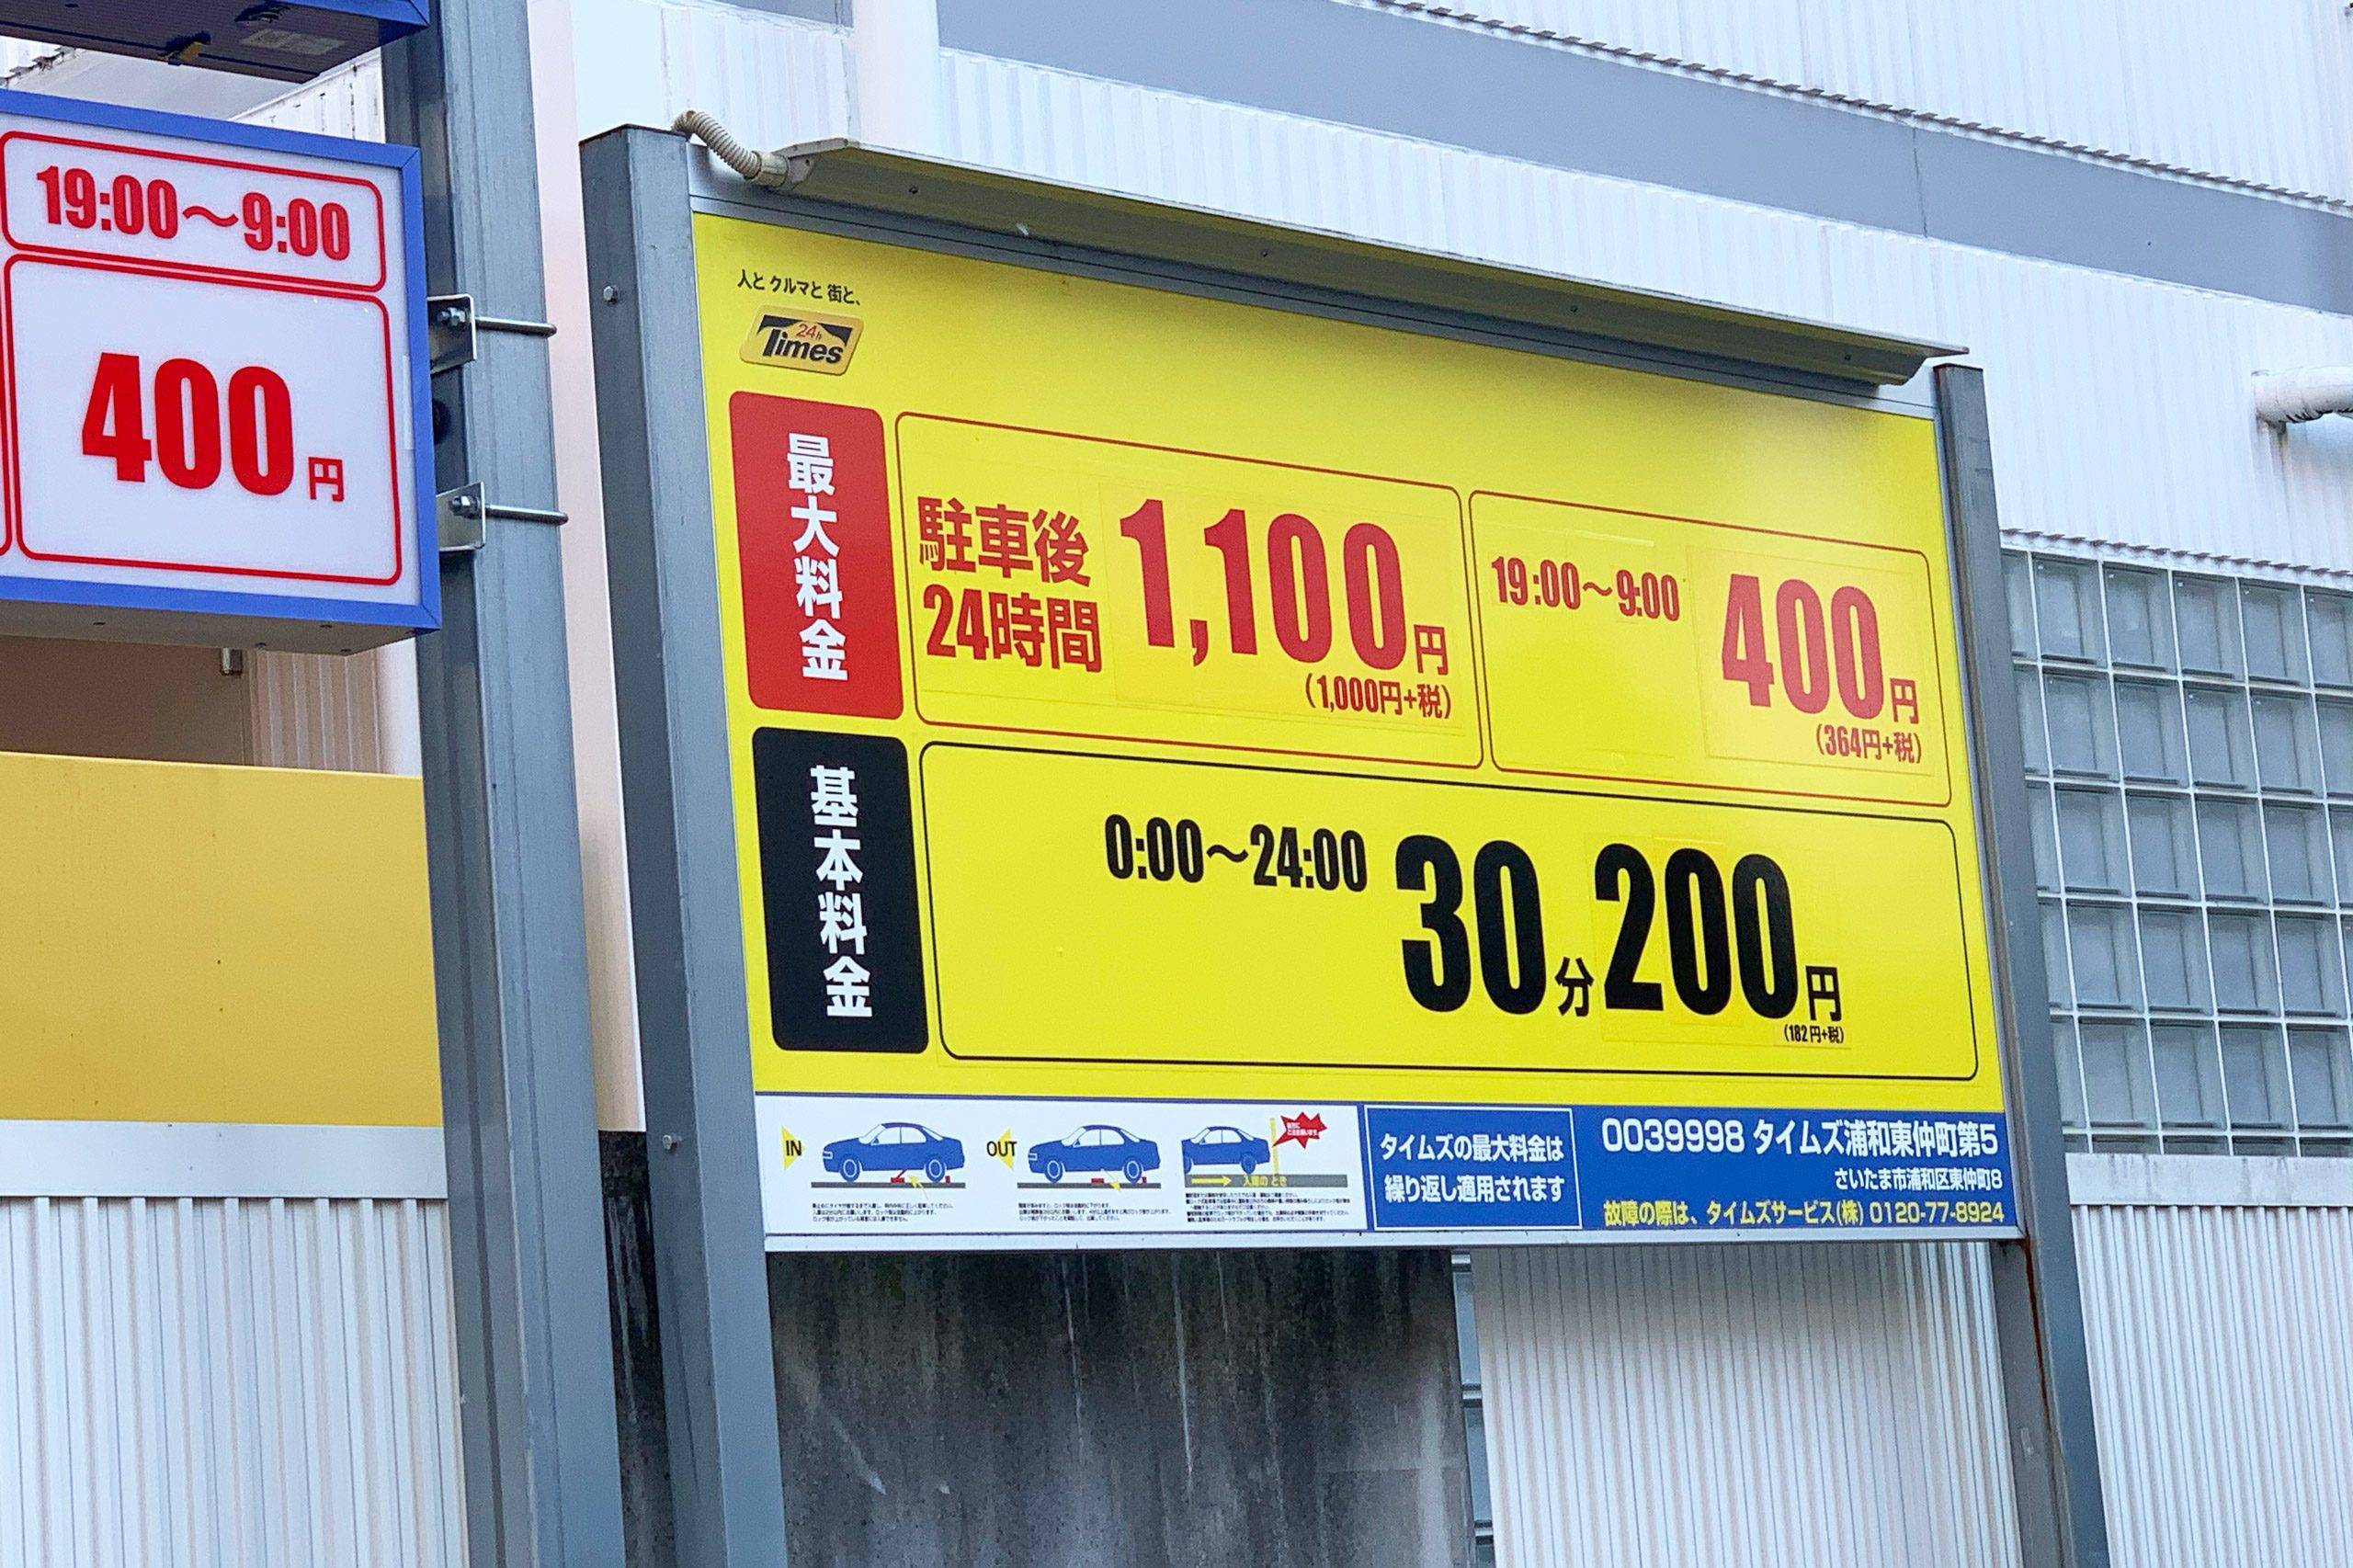 19:00〜9:00
400円
人と クルマと 街と、
24h
Times
最大料金
駐車後
24時間
1,100円
(1,000円+税)
19:00〜9:00
400円
(364円+税)
基本料金
0:00〜24:00 30分200円
(182円+税)
IN
OUT
入庫のとき
タイムズの最大料金は
繰り返し適用されます
0039998 タイムズ浦和東仲町第5
さいたま市浦和区東仲町8
故障の際は、タイムズサービス(株) 0120-77-8924